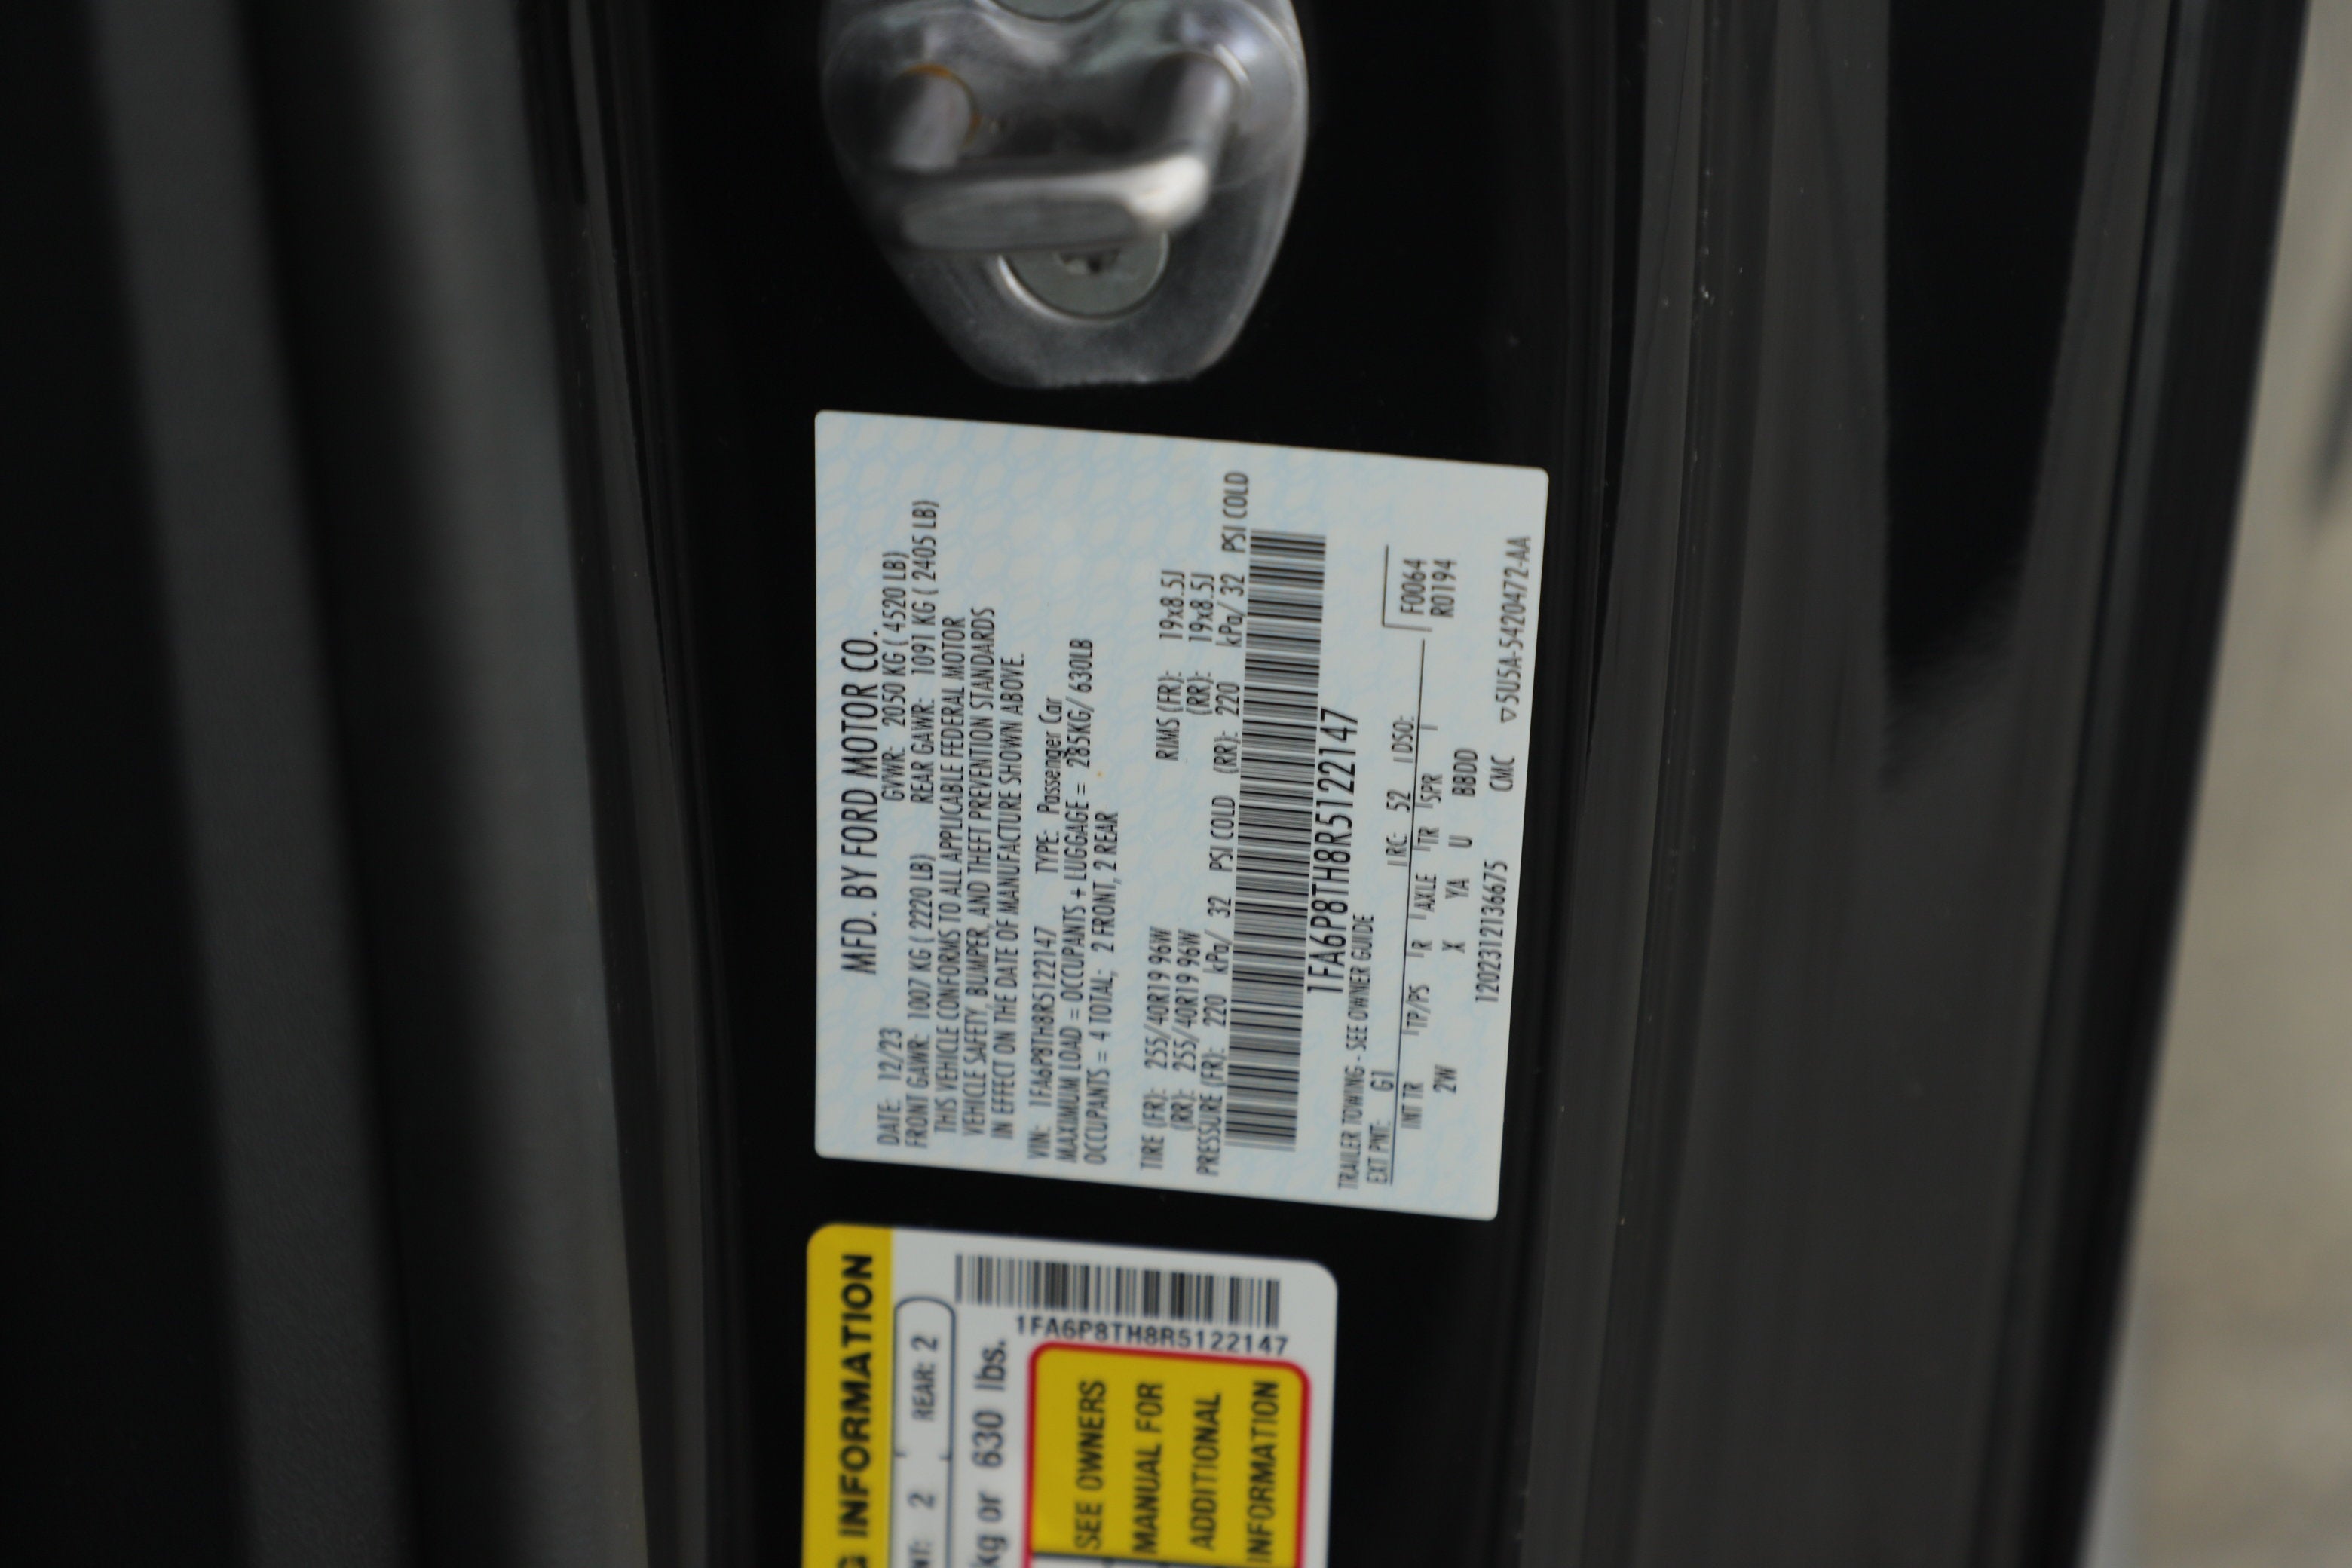 MFD. BY FORD MOTOR CO.
DATE: 12/23 GVWR: 2050 KG ( 4520 LB)
FRONT GAWR: 1007 KG ( 2220 LB) REAR GAWR: 1091 KG ( 2405 LB)
THIS VEHICLE CONFORMS TO ALL APPLICABLE FEDERAL MOTOR
VEHICLE SAFETY, BUMPER, AND THEFT PREVENTION STANDARDS
IN EFFECT ON THE DATE OF MANUFACTURE SHOWN ABOVE.
VIN: 1FA6P8TH8R5122147 TYPE: Passenger Car
MAXIMUM LOAD = OCCUPANTS + LUGGAGE = 285KG/ 630LB
OCCUPANTS = 4 TOTAL; 2 FRONT, 2 REAR
TIRE (FR): 255/40R19 96W RIMS (FR): 19x8.5J
(RR): 255/40R19 96W (RR): 19x8.5J
PRESSURE (FR): 220 kPa/ 32 PSI COLD (RR): 220 kPa/ 32 PSI COLD
1FA6P8TH8R5122147
TRAILER TOWING - SEE OWNER GUIDE
EXT PNT: G1 RC: 52 DSO: F0064
INT TR TP/PS R AXLE TR SPR R0194
2W X YA U BBDD
12023121 36675 CMC ▽5U5A-5420472-AA
G INFORMATION
NT: 2 REAR: 2
kg or 630 lbs.
1FA6P8TH8R5122147
SEE OWNERS
MANUAL FOR
ADDITIONAL
INFORMATION